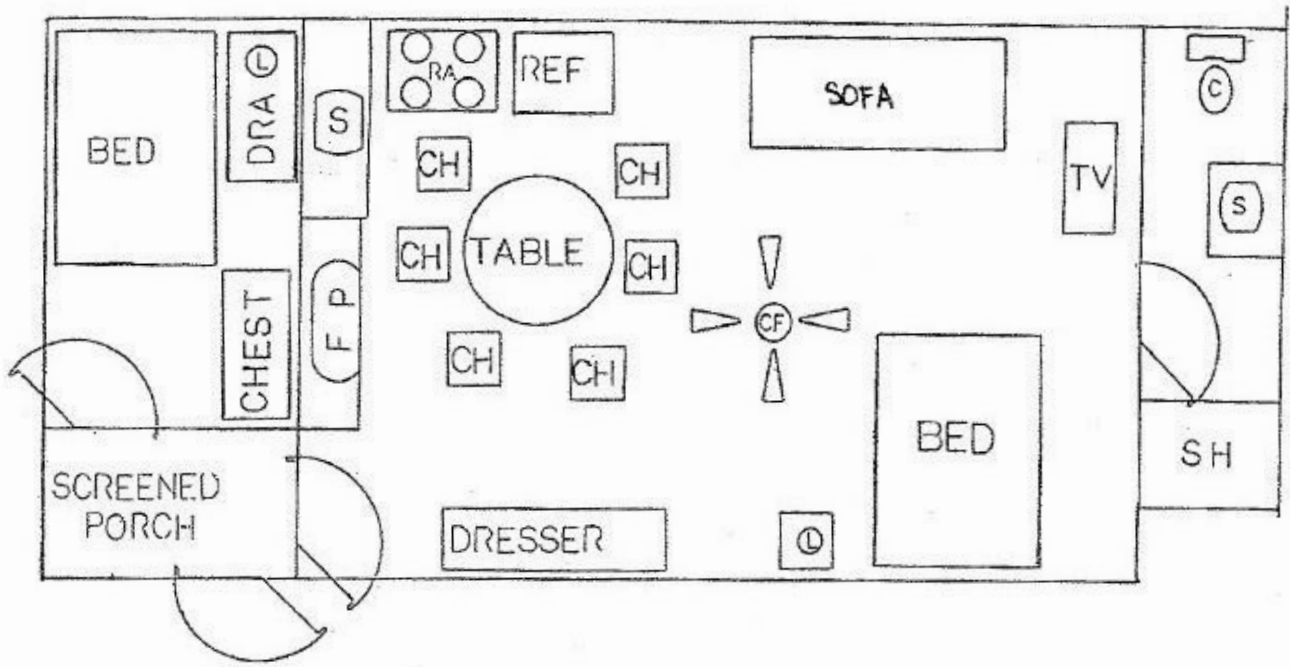 BED
DRA L
S
RA
REF
SOFA
C
TV
S
CH
CH
CH
TABLE
CH
CH
CH
CHEST
F P
CF
BED
SH
SCREENED
PORCH
DRESSER
L